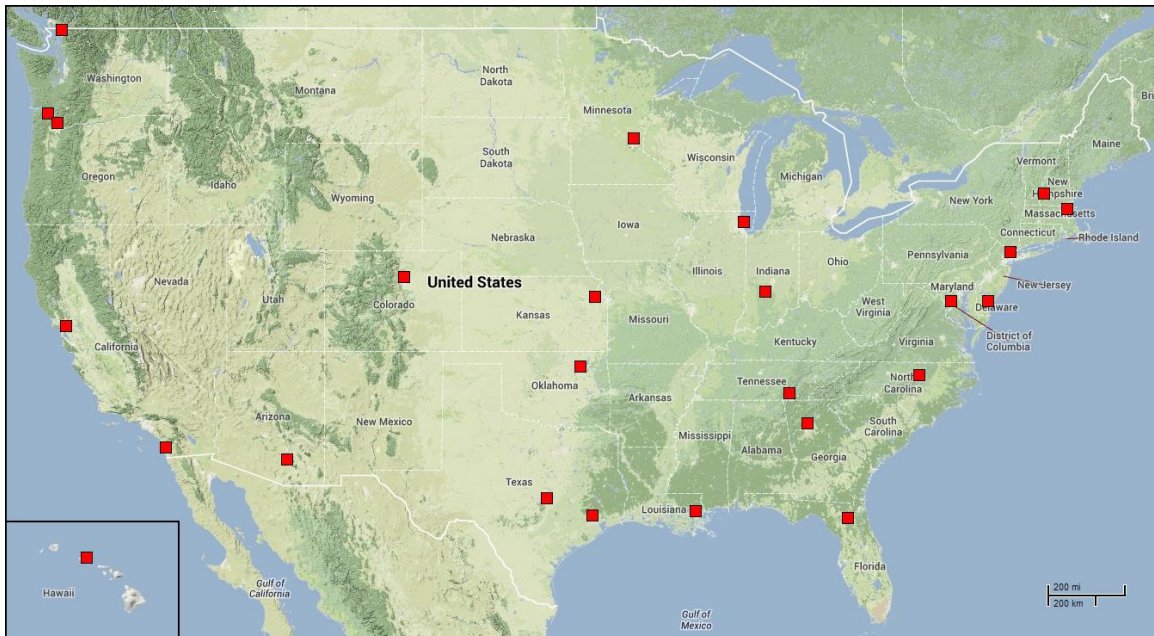 Washington
Montana
North
Dakota
Minnesota
Oregon
Idaho
South
Dakota
Wisconsin
Michigan
Vermont
Maine
New
Hampshire
Wyoming
New York
Massachusetts
Iowa
Nebraska
Connecticut
Rhode Island
Nevada
Utah
Colorado
United States
Kansas
Illinois
Indiana
Ohio
Pennsylvania
New Jersey
Maryland
Delaware
West
Virginia
District of
Columbia
California
Missouri
Kentucky
Virginia
Oklahoma
Tennessee
North
Carolina
Arizona
New Mexico
Arkansas
Mississippi
Alabama
Georgia
South
Carolina
Texas
Louisiana
Florida
Hawaii
Gulf of
California
Gulf of
Mexico
200 mi
200 km